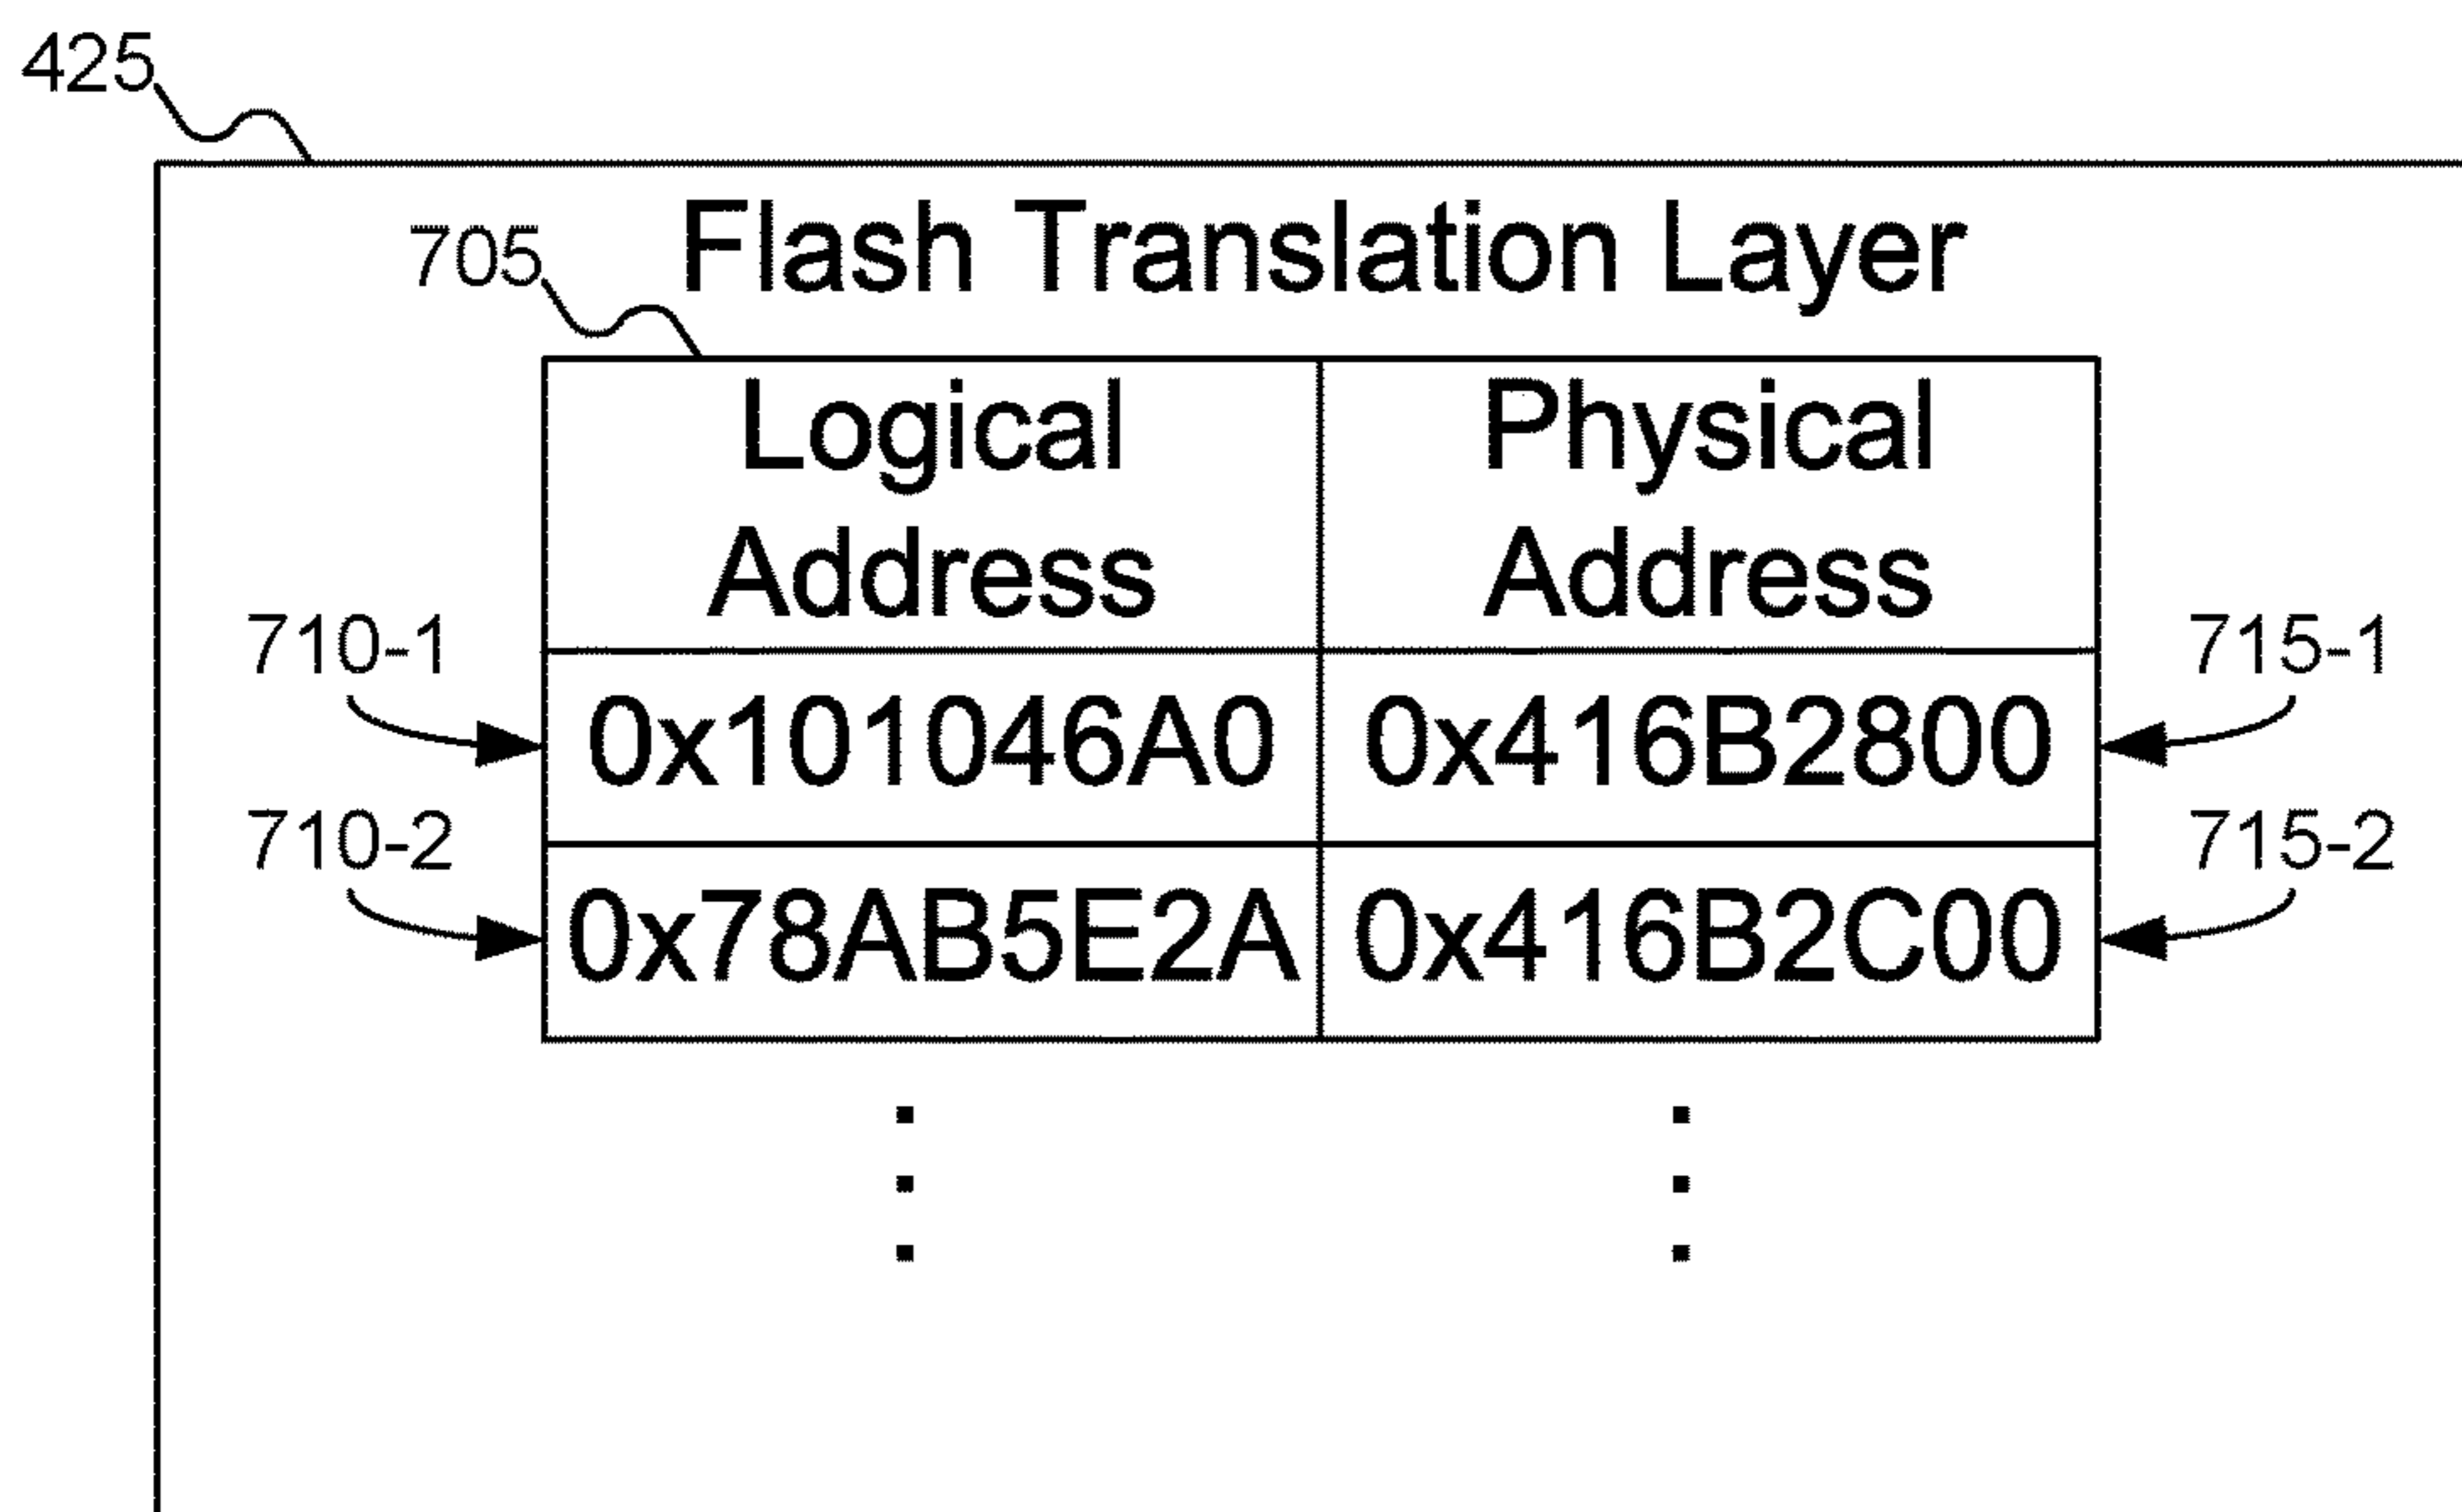 425
705
Flash Translation Layer
Logical Address
Physical Address
710-1
0x101046A0
0x416B2800
715-1
710-2
0x78AB5E2A
0x416B2C00
715-2